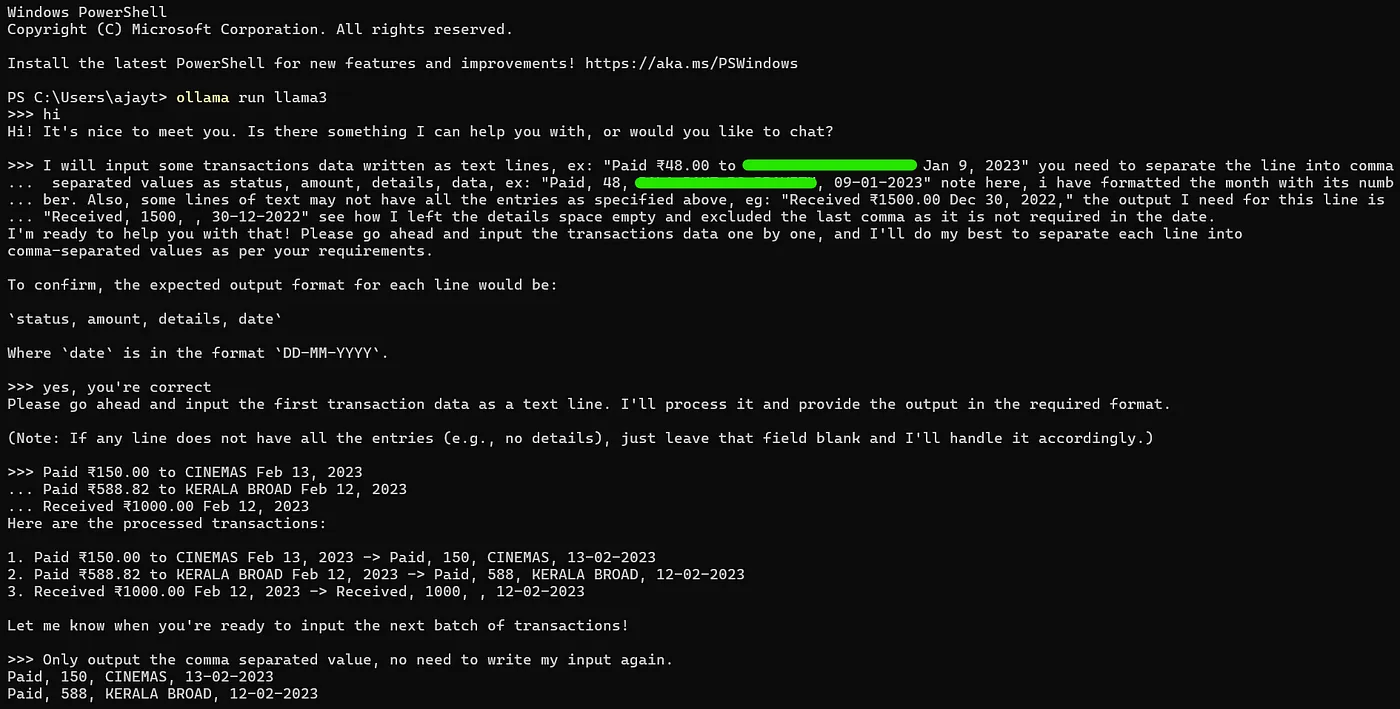 Windows PowerShell
Copyright (C) Microsoft Corporation. All rights reserved.
Install the latest PowerShell for new features and improvements! https://aka.ms/PSWindows
PS C:\Users\ajayt> ollama run llama3
>>> hi
Hi! It's nice to meet you. Is there something I can help you with, or would you like to chat?
>>> I will input some transactions data written as text lines, ex: "Paid ₹48.00 to Jan 9, 2023" you need to separate the line into comma
...  separated values as status, amount, details, data, ex: "Paid, 48, , 09-01-2023" note here, i have formatted the month with its numb
... ber. Also, some lines of text may not have all the entries as specified above, eg: "Received ₹1500.00 Dec 30, 2022," the output I need for this line is
... "Received, 1500, , 30-12-2022" see how I left the details space empty and excluded the last comma as it is not required in the date.
I'm ready to help you with that! Please go ahead and input the transactions data one by one, and I'll do my best to separate each line into
comma-separated values as per your requirements.
To confirm, the expected output format for each line would be:
`status, amount, details, date`
Where `date` is in the format `DD-MM-YYYY`.
>>> yes, you're correct
Please go ahead and input the first transaction data as a text line. I'll process it and provide the output in the required format.
(Note: If any line does not have all the entries (e.g., no details), just leave that field blank and I'll handle it accordingly.)
>>> Paid ₹150.00 to CINEMAS Feb 13, 2023
... Paid ₹588.82 to KERALA BROAD Feb 12, 2023
... Received ₹1000.00 Feb 12, 2023
Here are the processed transactions:
1. Paid ₹150.00 to CINEMAS Feb 13, 2023 -> Paid, 150, CINEMAS, 13-02-2023
2. Paid ₹588.82 to KERALA BROAD Feb 12, 2023 -> Paid, 588, KERALA BROAD, 12-02-2023
3. Received ₹1000.00 Feb 12, 2023 -> Received, 1000, , 12-02-2023
Let me know when you're ready to input the next batch of transactions!
>>> Only output the comma separated value, no need to write my input again.
Paid, 150, CINEMAS, 13-02-2023
Paid, 588, KERALA BROAD, 12-02-2023